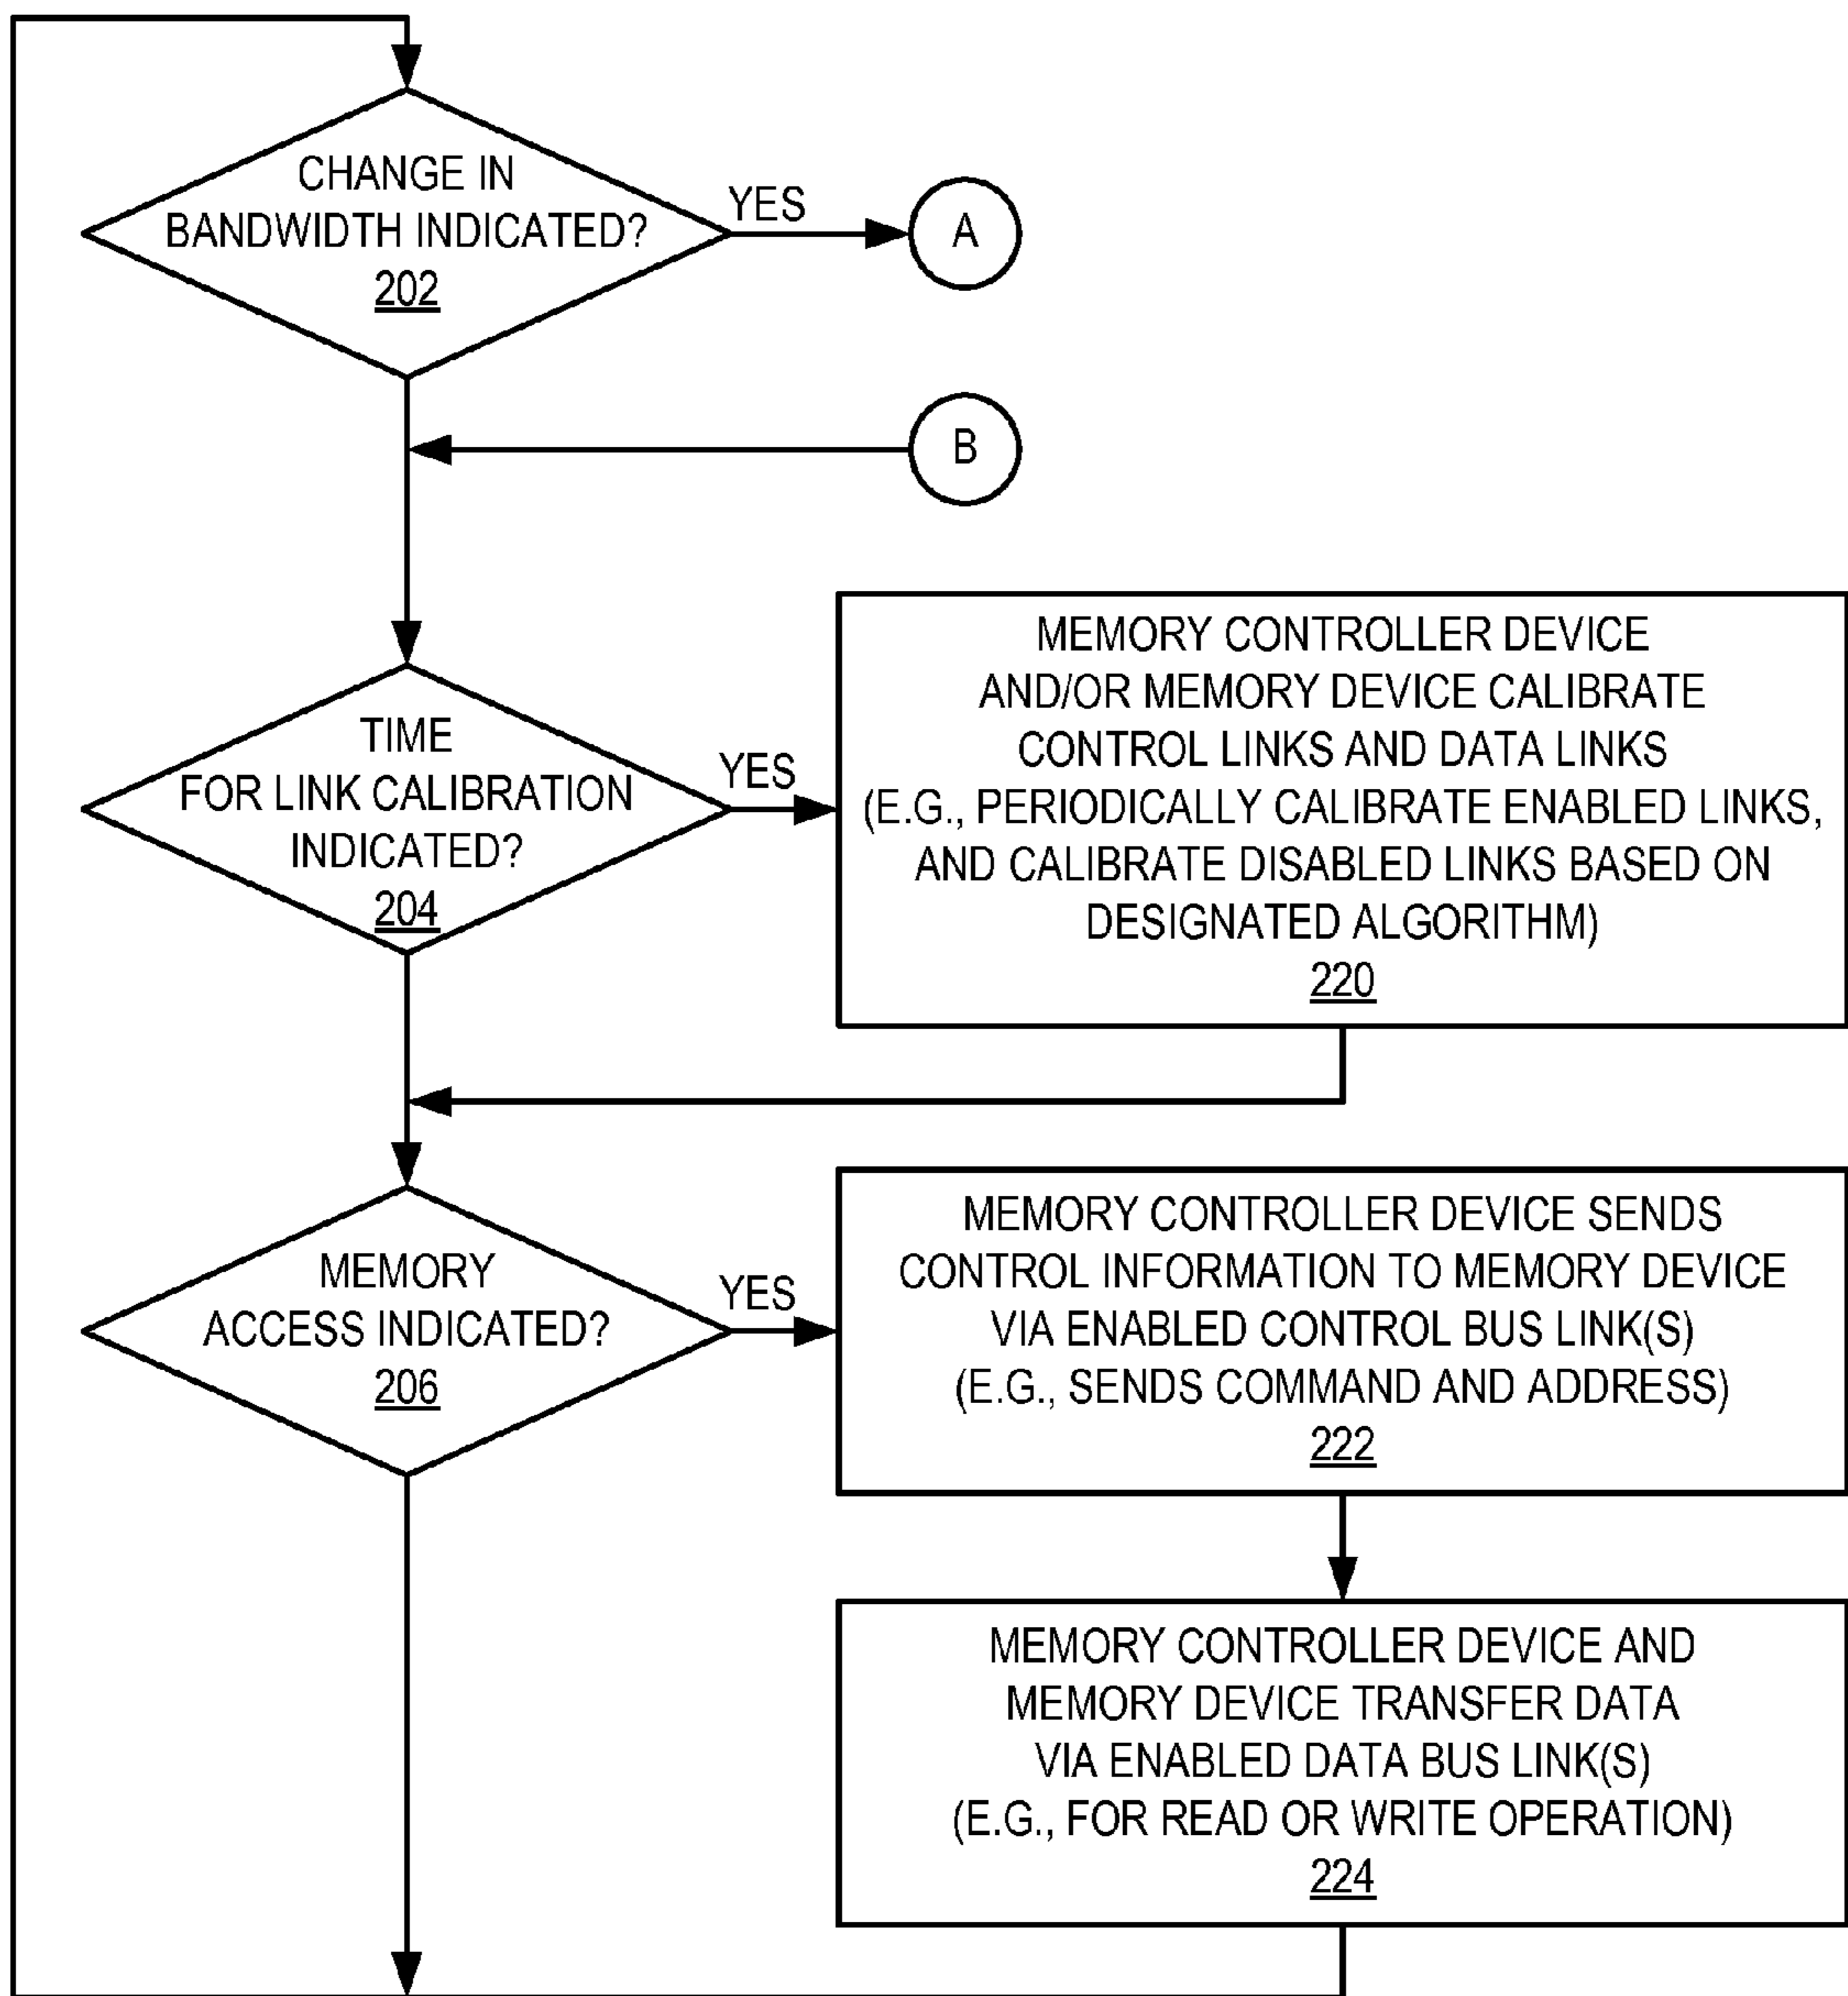 CHANGE IN
BANDWIDTH INDICATED?
202
YES
A
B
TIME
FOR LINK CALIBRATION
INDICATED?
204
YES
MEMORY CONTROLLER DEVICE
AND/OR MEMORY DEVICE CALIBRATE
CONTROL LINKS AND DATA LINKS
(E.G., PERIODICALLY CALIBRATE ENABLED LINKS,
AND CALIBRATE DISABLED LINKS BASED ON
DESIGNATED ALGORITHM)
220
MEMORY
ACCESS INDICATED?
206
YES
MEMORY CONTROLLER DEVICE SENDS
CONTROL INFORMATION TO MEMORY DEVICE
VIA ENABLED CONTROL BUS LINK(S)
(E.G., SENDS COMMAND AND ADDRESS)
222
MEMORY CONTROLLER DEVICE AND
MEMORY DEVICE TRANSFER DATA
VIA ENABLED DATA BUS LINK(S)
(E.G., FOR READ OR WRITE OPERATION)
224